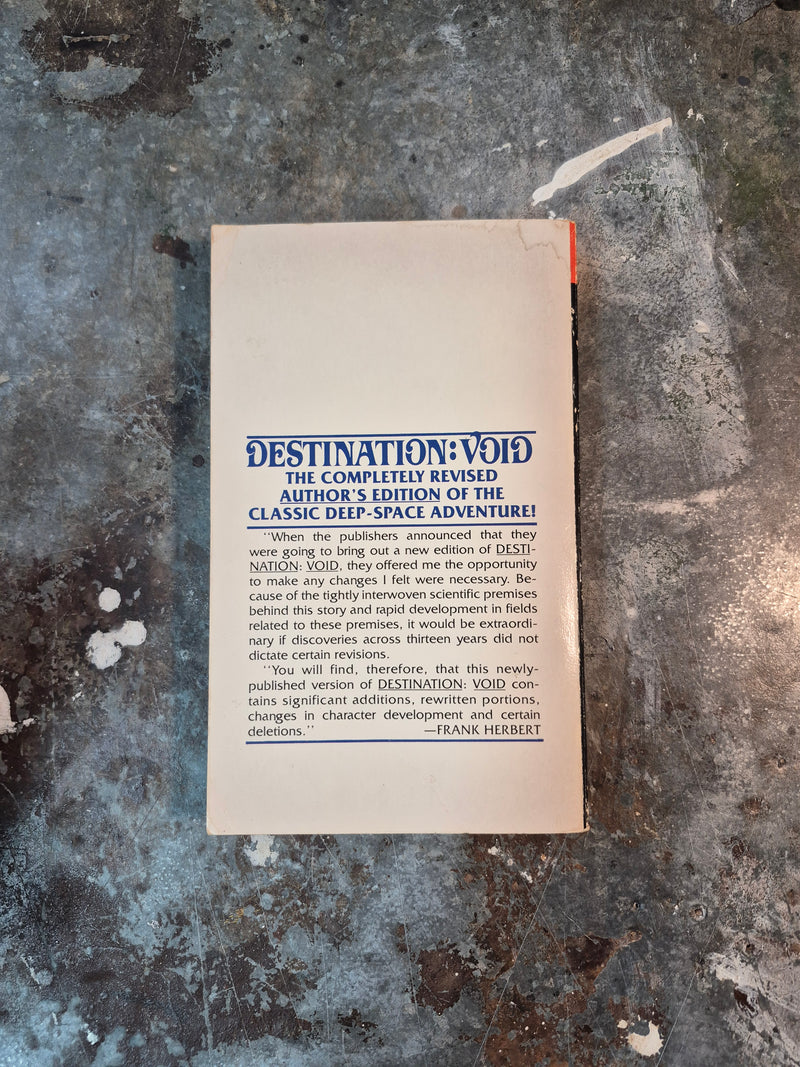 DESTINATION: VOID
THE COMPLETELY REVISED
AUTHOR'S EDITION OF THE
CLASSIC DEEP-SPACE ADVENTURE!
"When the publishers announced that they
were going to bring out a new edition of DESTI-
NATION: VOID, they offered me the opportunity
to make any changes I felt were necessary. Be-
cause of the tightly interwoven scientific premises
behind this story and rapid development in fields
related to these premises, it would be extraordi-
nary if discoveries across thirteen years did not
dictate certain revisions.
"You will find, therefore, that this newly-
published version of DESTINATION: VOID con-
tains significant additions, rewritten portions,
changes in character development and certain
deletions." —FRANK HERBERT